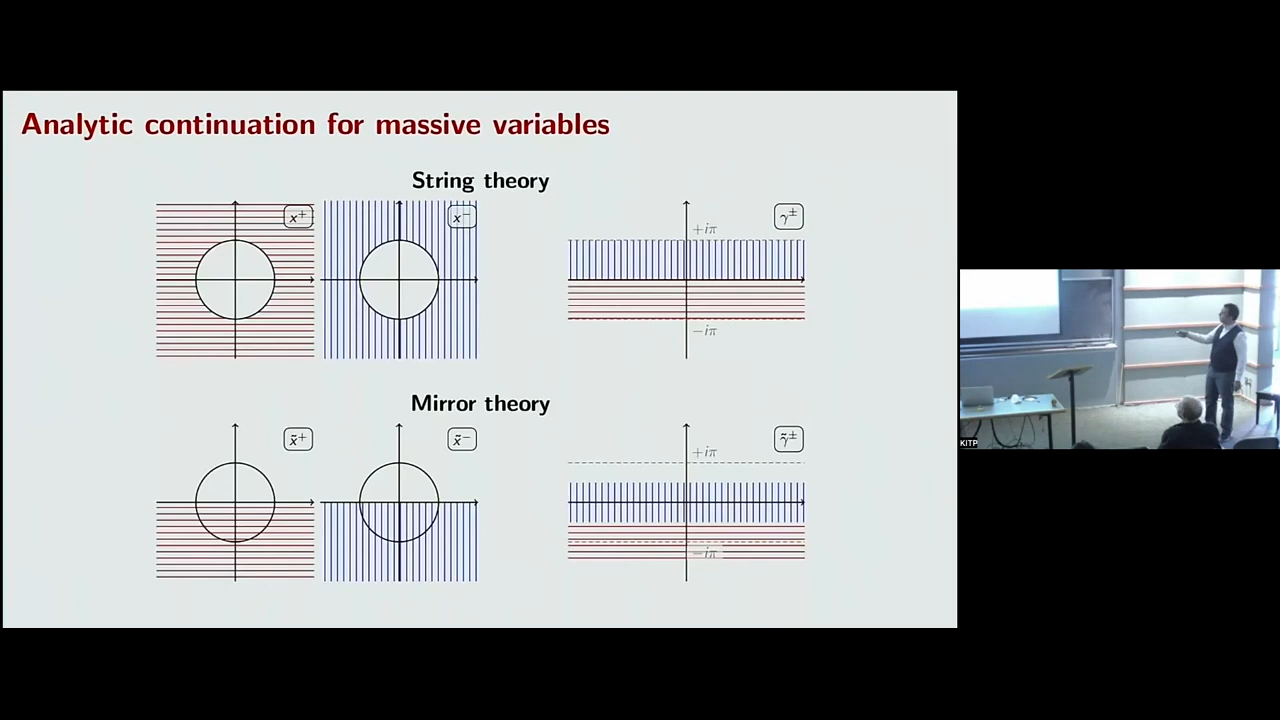 Analytic continuation for massive variables
String theory
x⁺
x⁻
γ^±
+iπ
−iπ
Mirror theory
x̃⁺
x̃⁻
γ̃^±
+iπ
−iπ
KITP